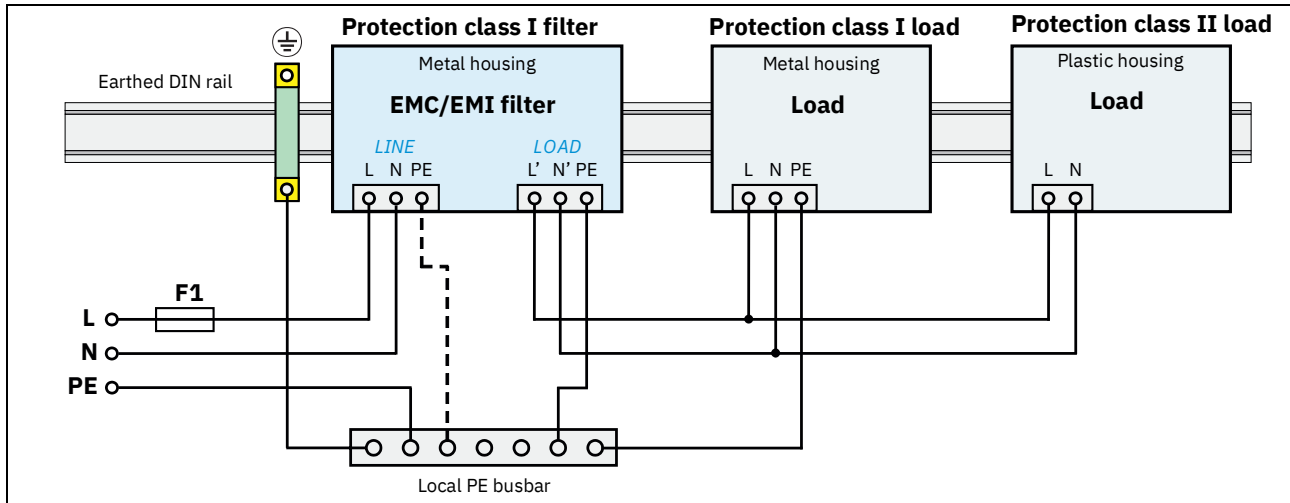 Protection class I filter
Protection class I load
Protection class II load
Earthed DIN rail
Metal housing
EMC/EMI filter
LINE
LOAD
L N PE
L’ N’ PE
Metal housing
Load
L N PE
Plastic housing
Load
L N
F1
L
N
PE
Local PE busbar